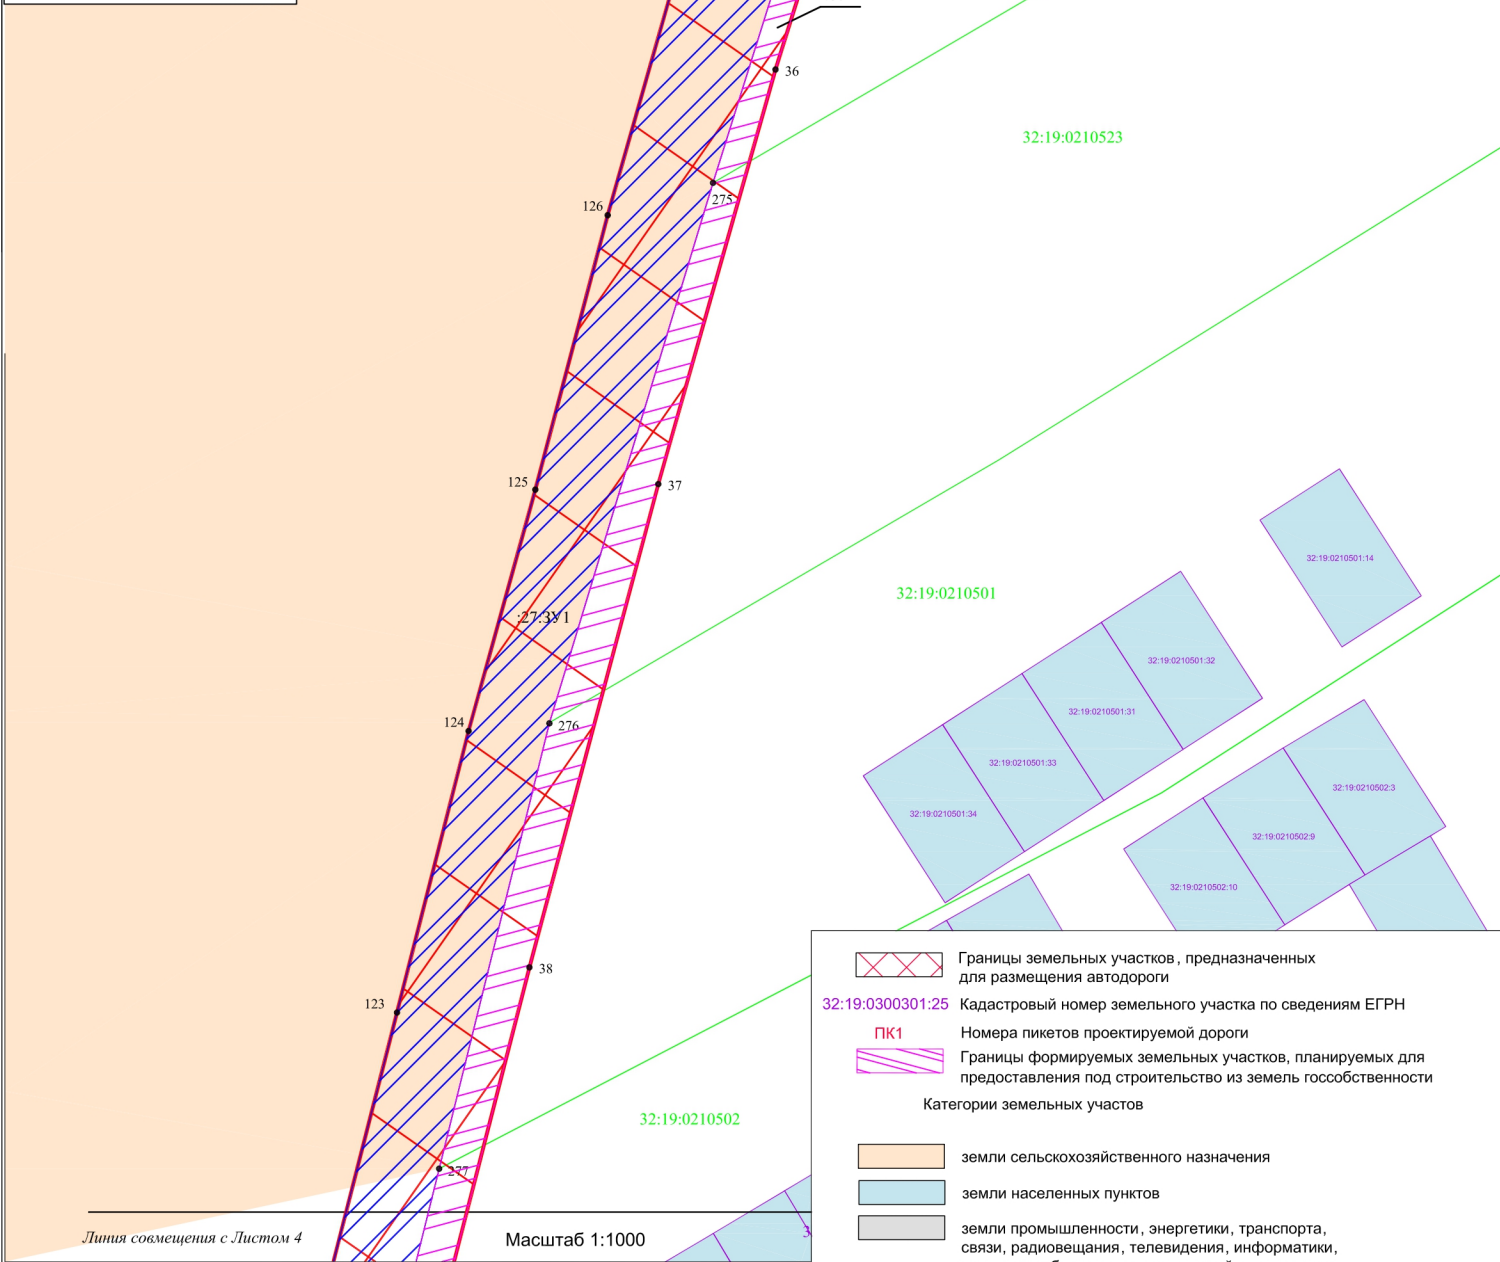 36
32:19:0210523
275
126
125
37
32:19:0210501
32:19:0210501:14
:27:ЗУ1
32:19:0210501:32
32:19:0210501:31
124
276
32:19:0210501:33
32:19:0210502:3
32:19:0210501:34
32:19:0210502:9
32:19:0210502:10
38
123
32:19:0210502
277
Границы земельных участков, предназначенных
для размещения автодороги
32:19:0300301:25 Кадастровый номер земельного участка по сведениям ЕГРН
ПК1 Номера пикетов проектируемой дороги
Границы формируемых земельных участков, планируемых для
предоставления под строительство из земель госсобственности
Категории земельных участов
земли сельскохозяйственного назначения
земли населенных пунктов
земли промышленности, энергетики, транспорта,
связи, радиовещания, телевидения, информатики,
Линия совмещения с Листом 4
Масштаб 1:1000
3